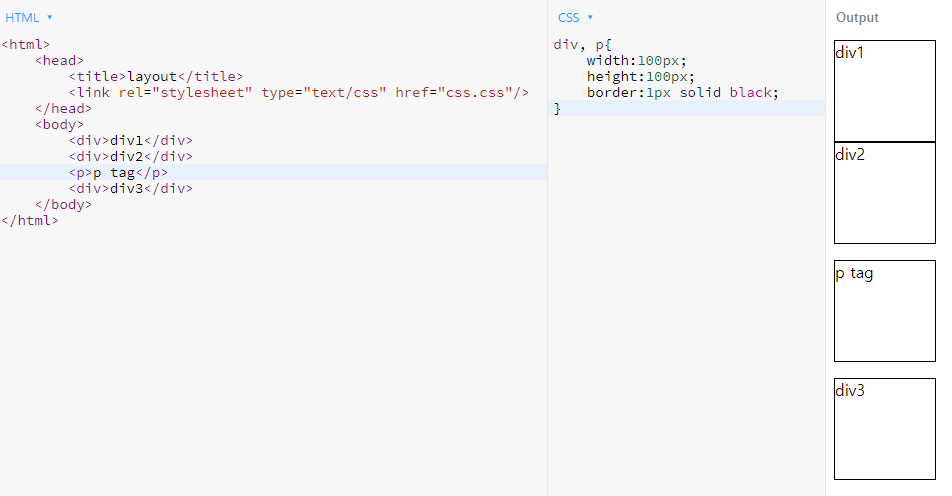 HTML ▾
<html>
    <head>
        <title>layout</title>
        <link rel="stylesheet" type="text/css" href="css.css"/>
    </head>
    <body>
        <div>div1</div>
        <div>div2</div>
        <p>p tag</p>
        <div>div3</div>
    </body>
</html>
CSS ▾
div, p{
    width:100px;
    height:100px;
    border:1px solid black;
}
Output
div1
div2
p tag
div3